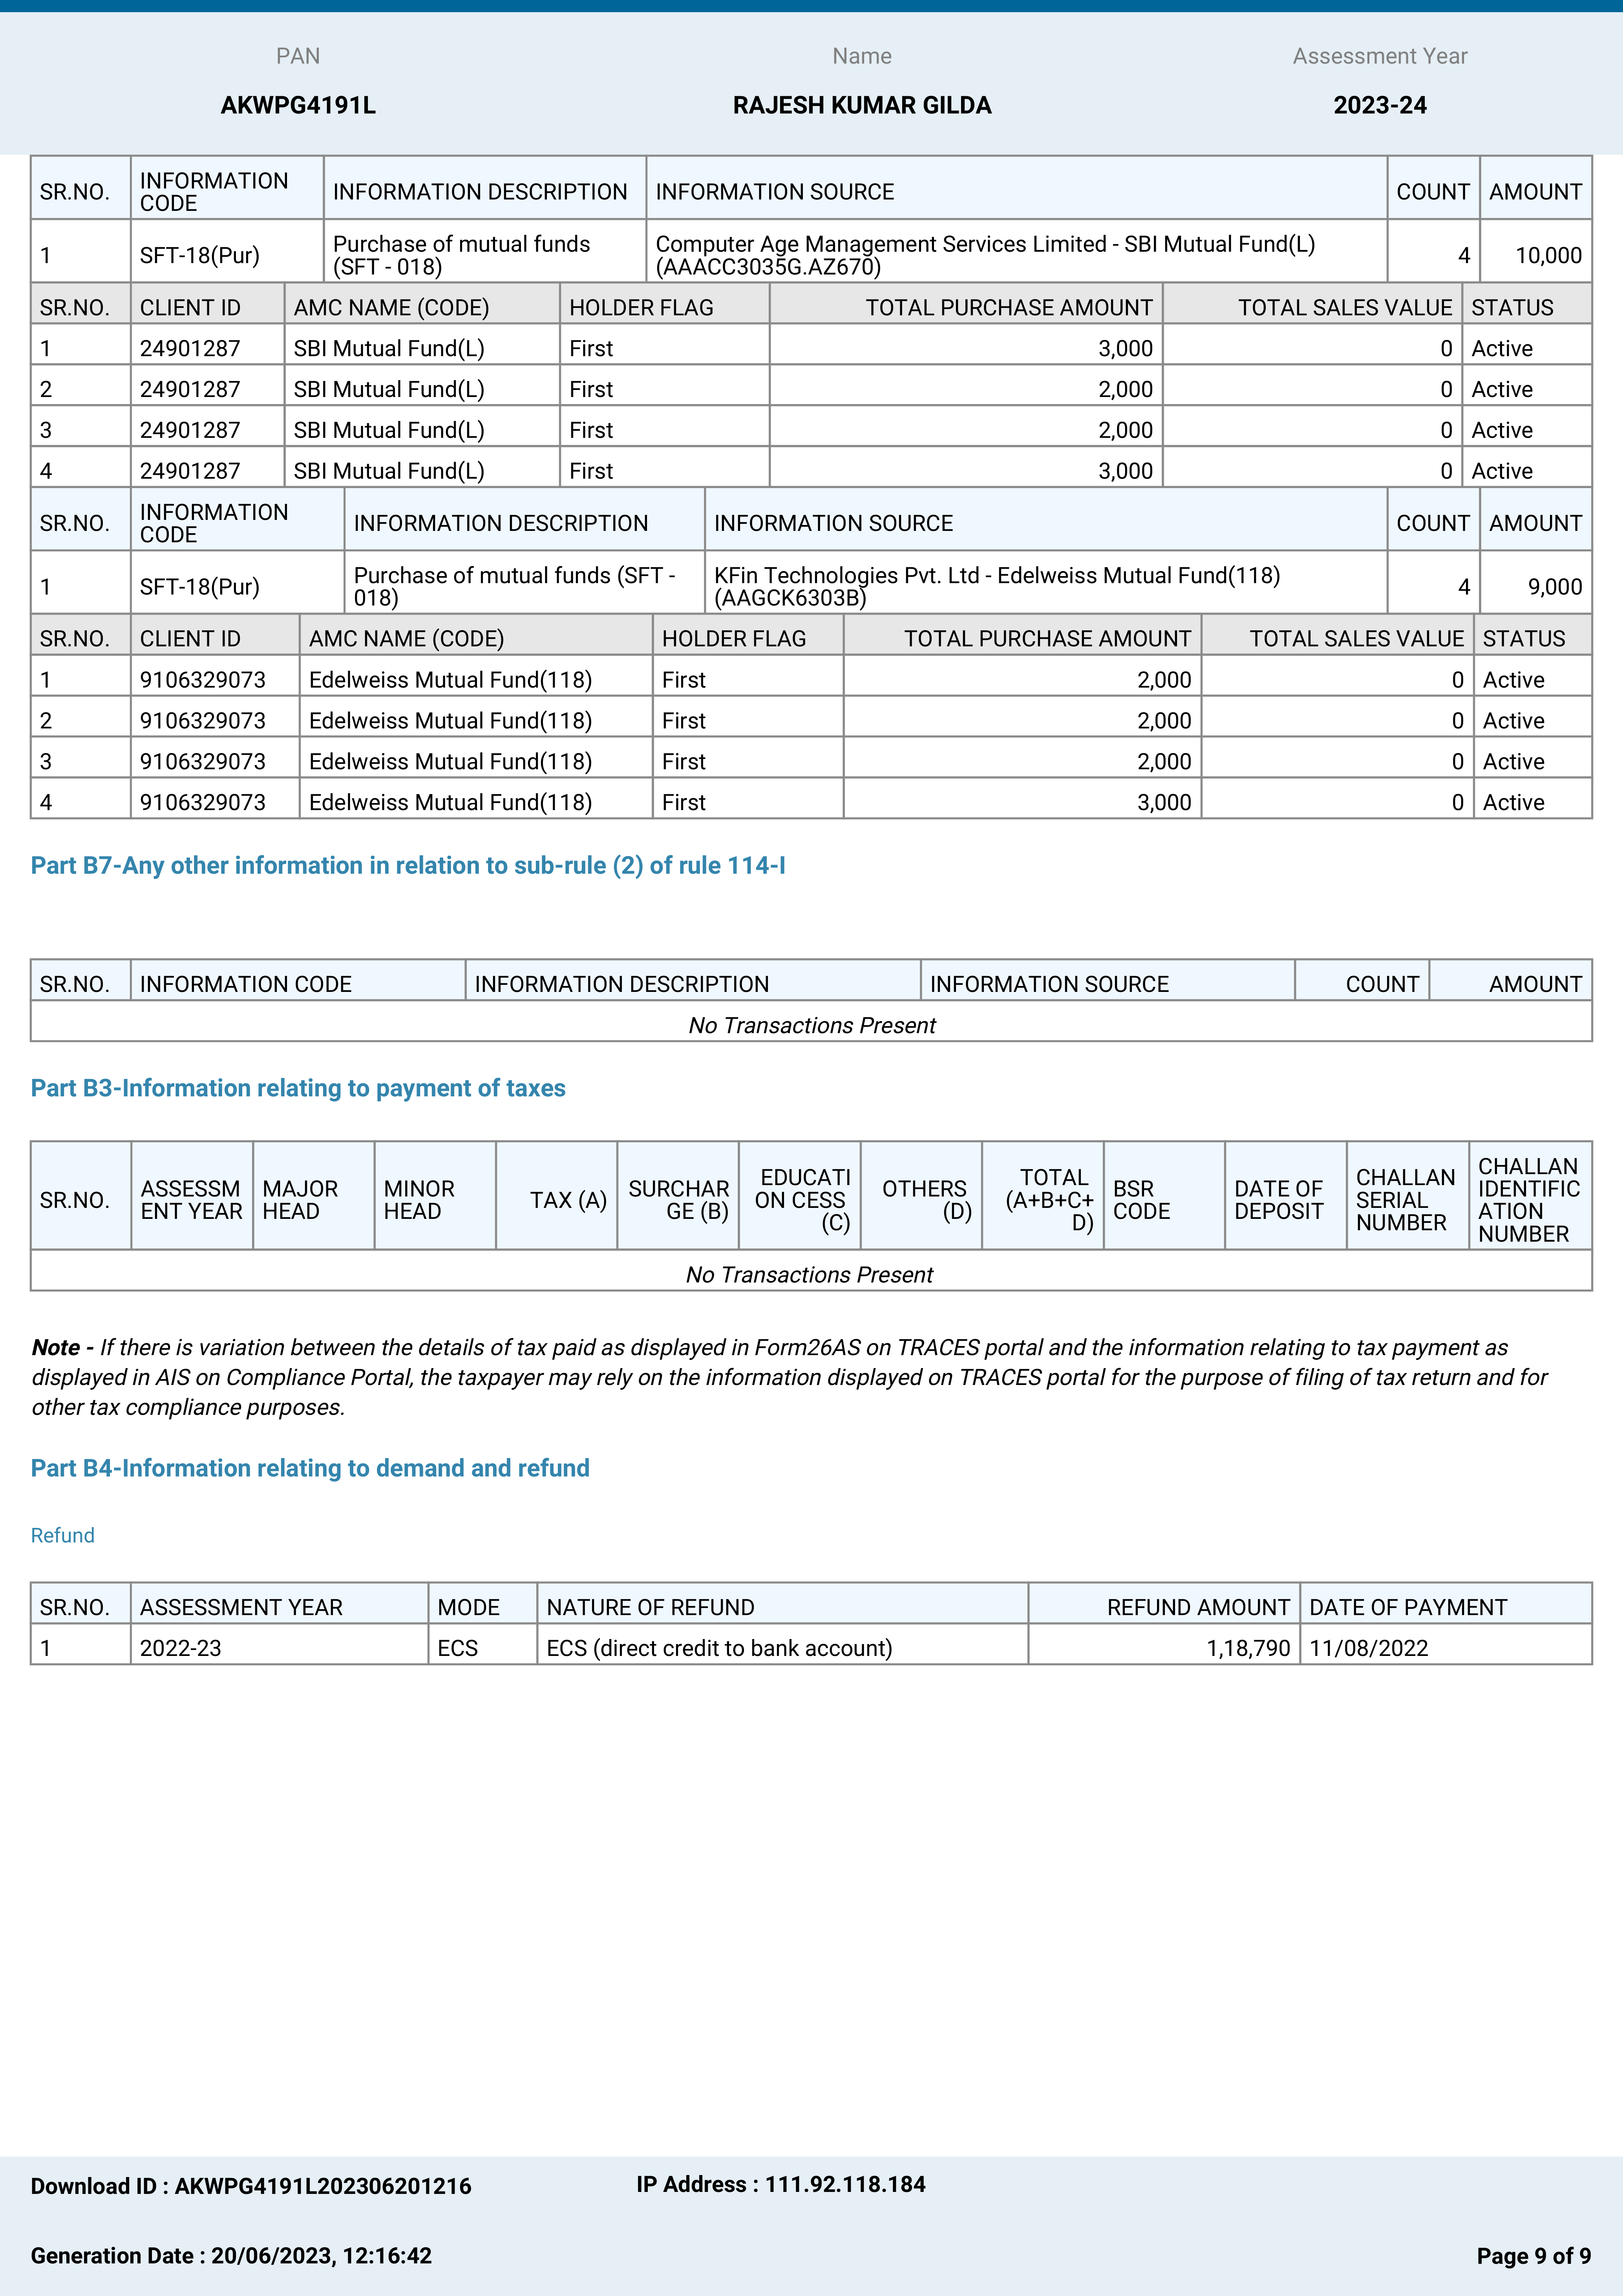 PAN Name Assessment Year
AKWPG4191L RAJESH KUMAR GILDA 2023-24
SR.NO. INFORMATION CODE INFORMATION DESCRIPTION INFORMATION SOURCE COUNT AMOUNT
1 SFT-18(Pur) Purchase of mutual funds (SFT - 018) Computer Age Management Services Limited - SBI Mutual Fund(L) (AAACC3035G.AZ670) 4 10,000
SR.NO. CLIENT ID AMC NAME (CODE) HOLDER FLAG TOTAL PURCHASE AMOUNT TOTAL SALES VALUE STATUS
1 24901287 SBI Mutual Fund(L) First 3,000 0 Active
2 24901287 SBI Mutual Fund(L) First 2,000 0 Active
3 24901287 SBI Mutual Fund(L) First 2,000 0 Active
4 24901287 SBI Mutual Fund(L) First 3,000 0 Active
SR.NO. INFORMATION CODE INFORMATION DESCRIPTION INFORMATION SOURCE COUNT AMOUNT
1 SFT-18(Pur) Purchase of mutual funds (SFT - 018) KFin Technologies Pvt. Ltd - Edelweiss Mutual Fund(118) (AAGCK6303B) 4 9,000
SR.NO. CLIENT ID AMC NAME (CODE) HOLDER FLAG TOTAL PURCHASE AMOUNT TOTAL SALES VALUE STATUS
1 9106329073 Edelweiss Mutual Fund(118) First 2,000 0 Active
2 9106329073 Edelweiss Mutual Fund(118) First 2,000 0 Active
3 9106329073 Edelweiss Mutual Fund(118) First 2,000 0 Active
4 9106329073 Edelweiss Mutual Fund(118) First 3,000 0 Active
Part B7-Any other information in relation to sub-rule (2) of rule 114-I
SR.NO. INFORMATION CODE INFORMATION DESCRIPTION INFORMATION SOURCE COUNT AMOUNT
No Transactions Present
Part B3-Information relating to payment of taxes
SR.NO. ASSESSMENT YEAR MAJOR HEAD MINOR HEAD TAX (A) SURCHARGE (B) EDUCATION CESS (C) OTHERS (D) TOTAL (A+B+C+D) BSR CODE DATE OF DEPOSIT CHALLAN SERIAL NUMBER CHALLAN IDENTIFICATION NUMBER
No Transactions Present
Note - If there is variation between the details of tax paid as displayed in Form26AS on TRACES portal and the information relating to tax payment as
displayed in AIS on Compliance Portal, the taxpayer may rely on the information displayed on TRACES portal for the purpose of filing of tax return and for
other tax compliance purposes.
Part B4-Information relating to demand and refund
Refund
SR.NO. ASSESSMENT YEAR MODE NATURE OF REFUND REFUND AMOUNT DATE OF PAYMENT
1 2022-23 ECS ECS (direct credit to bank account) 1,18,790 11/08/2022
Download ID : AKWPG4191L202306201216 IP Address : 111.92.118.184
Generation Date : 20/06/2023, 12:16:42 Page 9 of 9